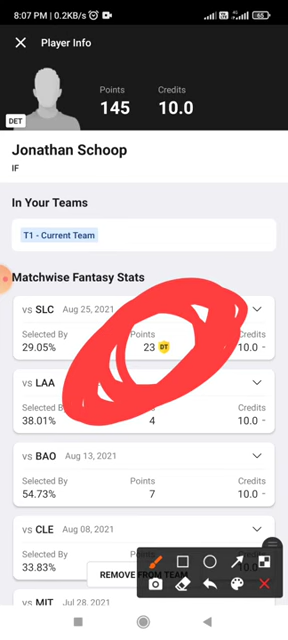 8:07 PM | 0.2KB/s
65
Player Info
Points
Credits
145
10.0
DET
Jonathan Schoop
IF
In Your Teams
T1 - Current Team
Matchwise Fantasy Stats
vs SLC Aug 25, 2021
Selected By Points Credits
29.05% 23 DT 10.0 -
vs LAA
Selected B Credits
38.01% 4 10.0 -
vs BAO Aug 13, 2021
Selected By Points Credits
54.73% 7 10.0 -
vs CLE Aug 08, 2021
Selected By
33.83%
REMOVE FROM TEAM
vs MIT Jul 28, 2021